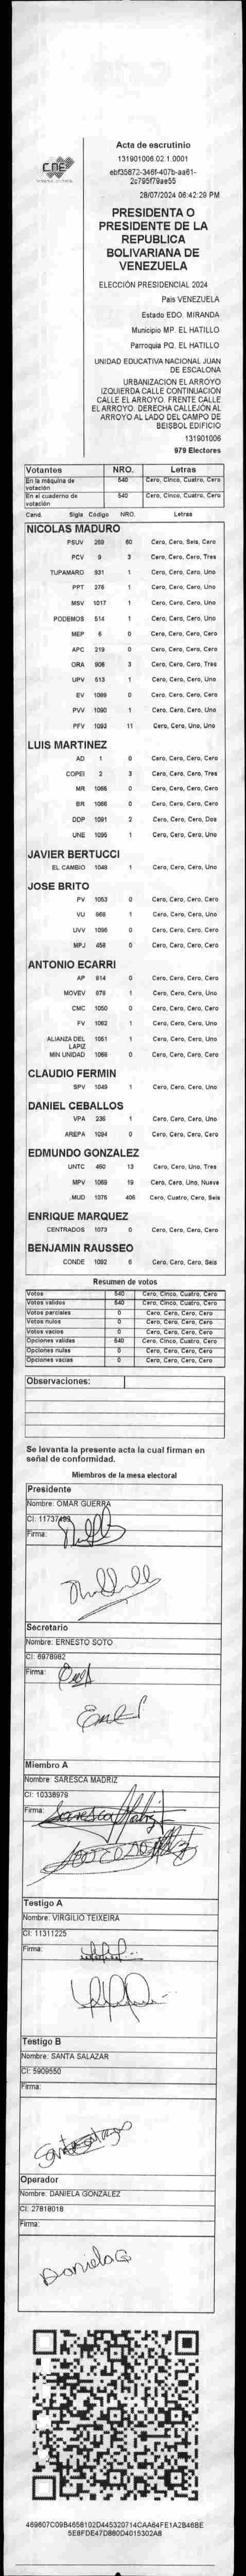 CNE
Acta de escrutinio
131901006.02.1.0001
ebf35872-346f-407b-aa61-
2c795f79ae55
28/07/2024 06:42:29 PM
PRESIDENTA O
PRESIDENTE DE LA
REPUBLICA
BOLIVARIANA DE
VENEZUELA
ELECCIÓN PRESIDENCIAL 2024
Pais VENEZUELA
Estado EDO. MIRANDA
Municipio MP. EL HATILLO
Parroquia PQ. EL HATILLO
UNIDAD EDUCATIVA NACIONAL JUAN
DE ESCALONA
URBANIZACION EL ARROYO
IZQUIERDA CALLE CONTINUACION
CALLE EL ARROYO. FRENTE CALLE
EL ARROYO. DERECHA CALLEJÓN AL
ARROYO AL LADO DEL CAMPO DE
BEISBOL EDIFICIO
131901006
979 Electores
Votantes NRO. Letras
En la máquina de votación 540 Cero, Cinco, Cuatro, Cero
En el cuaderno de votación 540 Cero, Cinco, Cuatro, Cero
Cand. Sigla Código NRO. Letras
NICOLAS MADURO
PSUV 269 60 Cero, Cero, Seis, Cero
PCV 9 3 Cero, Cero, Cero, Tres
TUPAMARO 931 1 Cero, Cero, Cero, Uno
PPT 276 1 Cero, Cero, Cero, Uno
MSV 1017 1 Cero, Cero, Cero, Uno
PODEMOS 514 1 Cero, Cero, Cero, Uno
MEP 6 0 Cero, Cero, Cero, Cero
APC 219 0 Cero, Cero, Cero, Cero
ORA 906 3 Cero, Cero, Cero, Tres
UPV 513 1 Cero, Cero, Cero, Uno
EV 1089 0 Cero, Cero, Cero, Cero
PVV 1090 1 Cero, Cero, Cero, Uno
PFV 1093 11 Cero, Cero, Uno, Uno
LUIS MARTINEZ
AD 1 0 Cero, Cero, Cero, Cero
COPEI 2 3 Cero, Cero, Cero, Tres
MR 1065 0 Cero, Cero, Cero, Cero
BR 1066 0 Cero, Cero, Cero, Cero
DDP 1091 2 Cero, Cero, Cero, Dos
UNE 1095 1 Cero, Cero, Cero, Uno
JAVIER BERTUCCI
EL CAMBIO 1048 1 Cero, Cero, Cero, Uno
JOSE BRITO
PV 1053 0 Cero, Cero, Cero, Cero
VU 968 1 Cero, Cero, Cero, Uno
UVV 1096 0 Cero, Cero, Cero, Cero
MPJ 458 0 Cero, Cero, Cero, Cero
ANTONIO ECARRI
AP 814 0 Cero, Cero, Cero, Cero
MOVEV 979 1 Cero, Cero, Cero, Uno
CMC 1050 0 Cero, Cero, Cero, Cero
FV 1062 1 Cero, Cero, Cero, Uno
ALIANZA DEL LAPIZ 1051 1 Cero, Cero, Cero, Uno
MIN UNIDAD 1066 0 Cero, Cero, Cero, Cero
CLAUDIO FERMIN
SPV 1049 1 Cero, Cero, Cero, Uno
DANIEL CEBALLOS
VPA 236 1 Cero, Cero, Cero, Uno
AREPA 1094 0 Cero, Cero, Cero, Cero
EDMUNDO GONZALEZ
UNTC 460 13 Cero, Cero, Uno, Tres
MPV 1069 19 Cero, Cero, Uno, Nueve
MUD 1376 406 Cero, Cuatro, Cero, Seis
ENRIQUE MARQUEZ
CENTRADOS 1073 0 Cero, Cero, Cero, Cero
BENJAMIN RAUSSEO
CONDE 1092 6 Cero, Cero, Cero, Seis
Resumen de votos
Votos 540 Cero, Cinco, Cuatro, Cero
Votos validos 540 Cero, Cinco, Cuatro, Cero
Votos parciales 0 Cero, Cero, Cero, Cero
Votos nulos 0 Cero, Cero, Cero, Cero
Votos vacios 0 Cero, Cero, Cero, Cero
Opciones validas 540 Cero, Cinco, Cuatro, Cero
Opciones nulas 0 Cero, Cero, Cero, Cero
Opciones vacias 0 Cero, Cero, Cero, Cero
Observaciones:
Se levanta la presente acta la cual firman en
señal de conformidad.
Miembros de la mesa electoral
Presidente
Nombre: OMAR GUERRA
CI: 11737499
Firma:
Secretario
Nombre: ERNESTO SOTO
CI: 6978982
Firma:
Miembro A
Nombre: SARESCA MADRIZ
CI: 10338979
Firma: Saresca Madriz
Testigo A
Nombre: VIRGILIO TEIXEIRA
CI: 11311225
Firma:
Testigo B
Nombre: SANTA SALAZAR
CI: 5909550
Firma:
Operador
Nombre: DANIELA GONZALEZ
CI: 27818018
Firma:
Daniela G
469607C09B4658102D445320714CAA64FE1A2B46BE
5E8FDE47D860D4015302A8